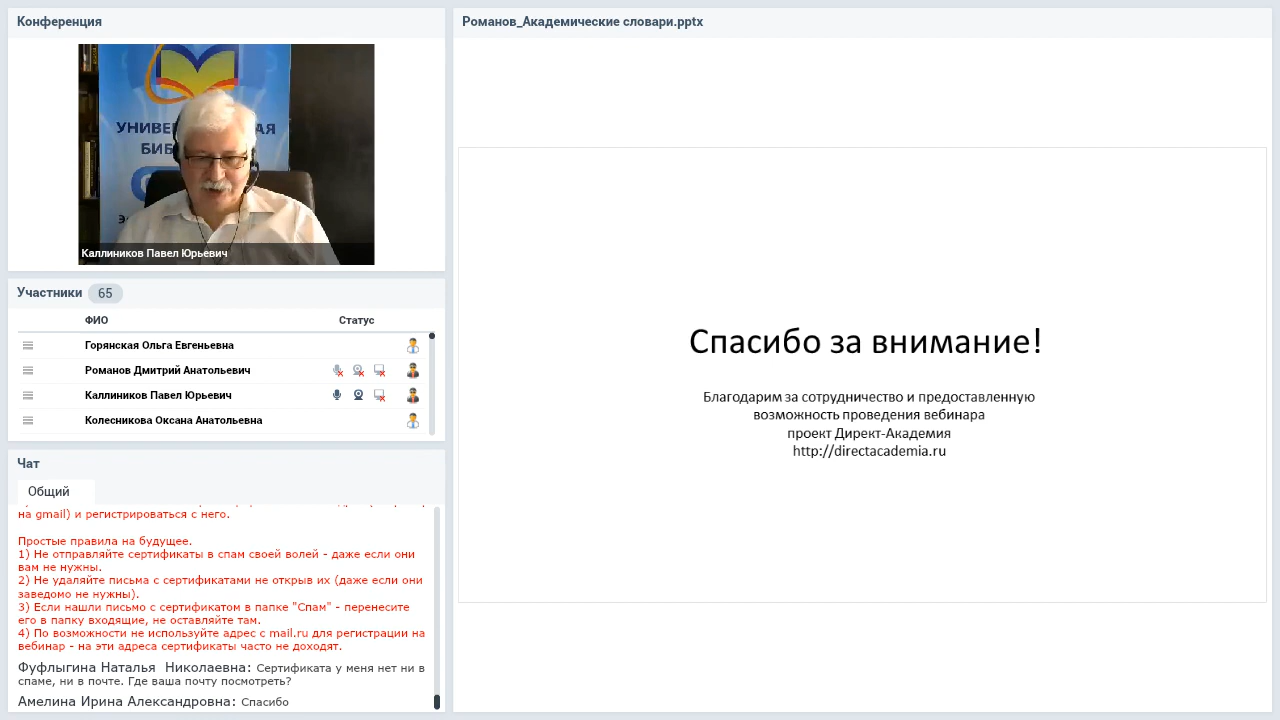 Конференция
УНИВЕ
АЯ
БИБ
Э
Каллиников Павел Юрьевич
Участники 65
ФИО Статус
Горянская Ольга Евгеньевна
Романов Дмитрий Анатольевич
Каллиников Павел Юрьевич
Колесникова Оксана Анатольевна
Чат
Общий
на gmail) и регистрироваться с него.
Простые правила на будущее.
1) Не отправляйте сертификаты в спам своей волей - даже если они
вам не нужны.
2) Не удаляйте письма с сертификатами не открыв их (даже если они
заведомо не нужны).
3) Если нашли письмо с сертификатом в папке "Спам" - перенесите
его в папку входящие, не оставляйте там.
4) По возможности не используйте адрес с mail.ru для регистрации на
вебинар - на эти адреса сертификаты часто не доходят.
Фуфлыгина Наталья Николаевна: Сертификата у меня нет ни в
спаме, ни в почте. Где ваша почту посмотреть?
Амелина Ирина Александровна: Спасибо
Романов_Академические словари.pptx
Спасибо за внимание!
Благодарим за сотрудничество и предоставленную
возможность проведения вебинара
проект Директ-Академия
http://directacademia.ru